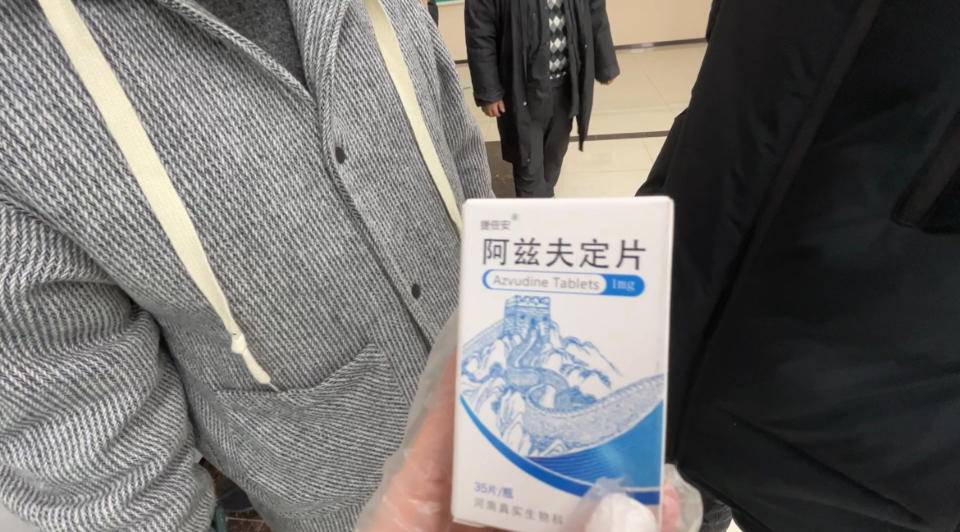 捷倍安®
阿兹夫定片
Azvudine Tablets 1mg
35片/瓶
河南真实生物科